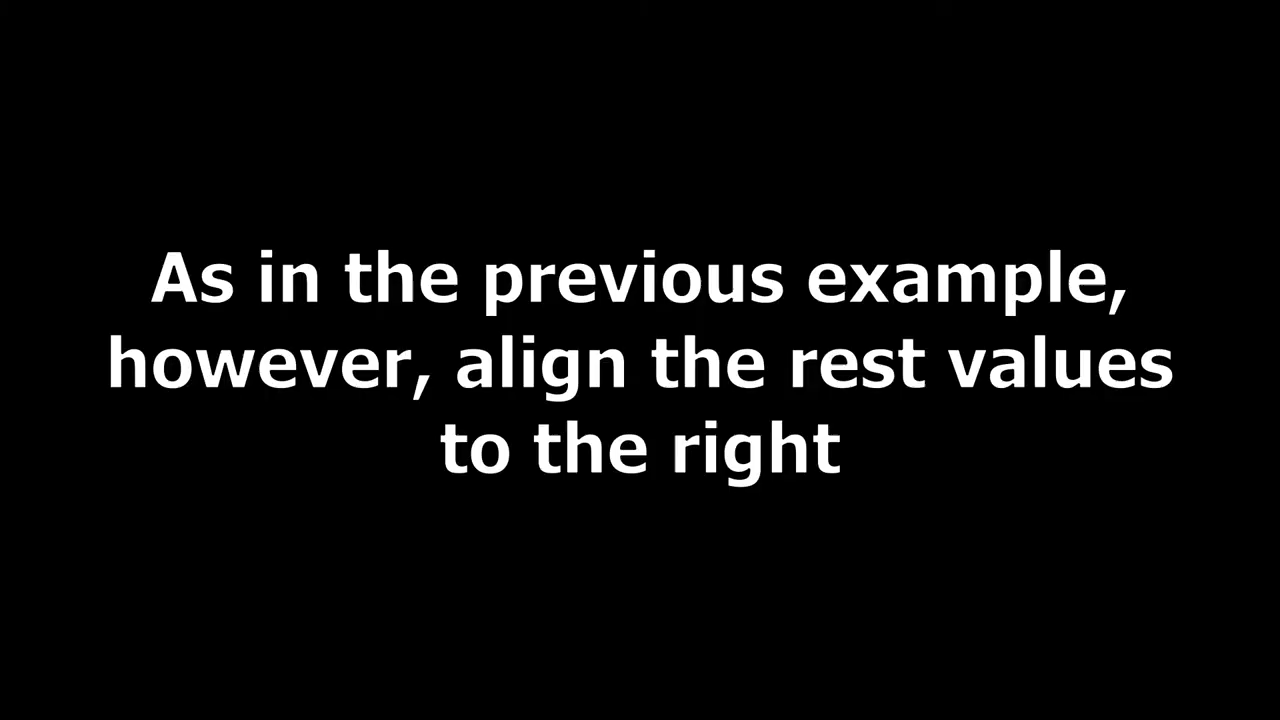 As in the previous example,
however, align the rest values
to the right